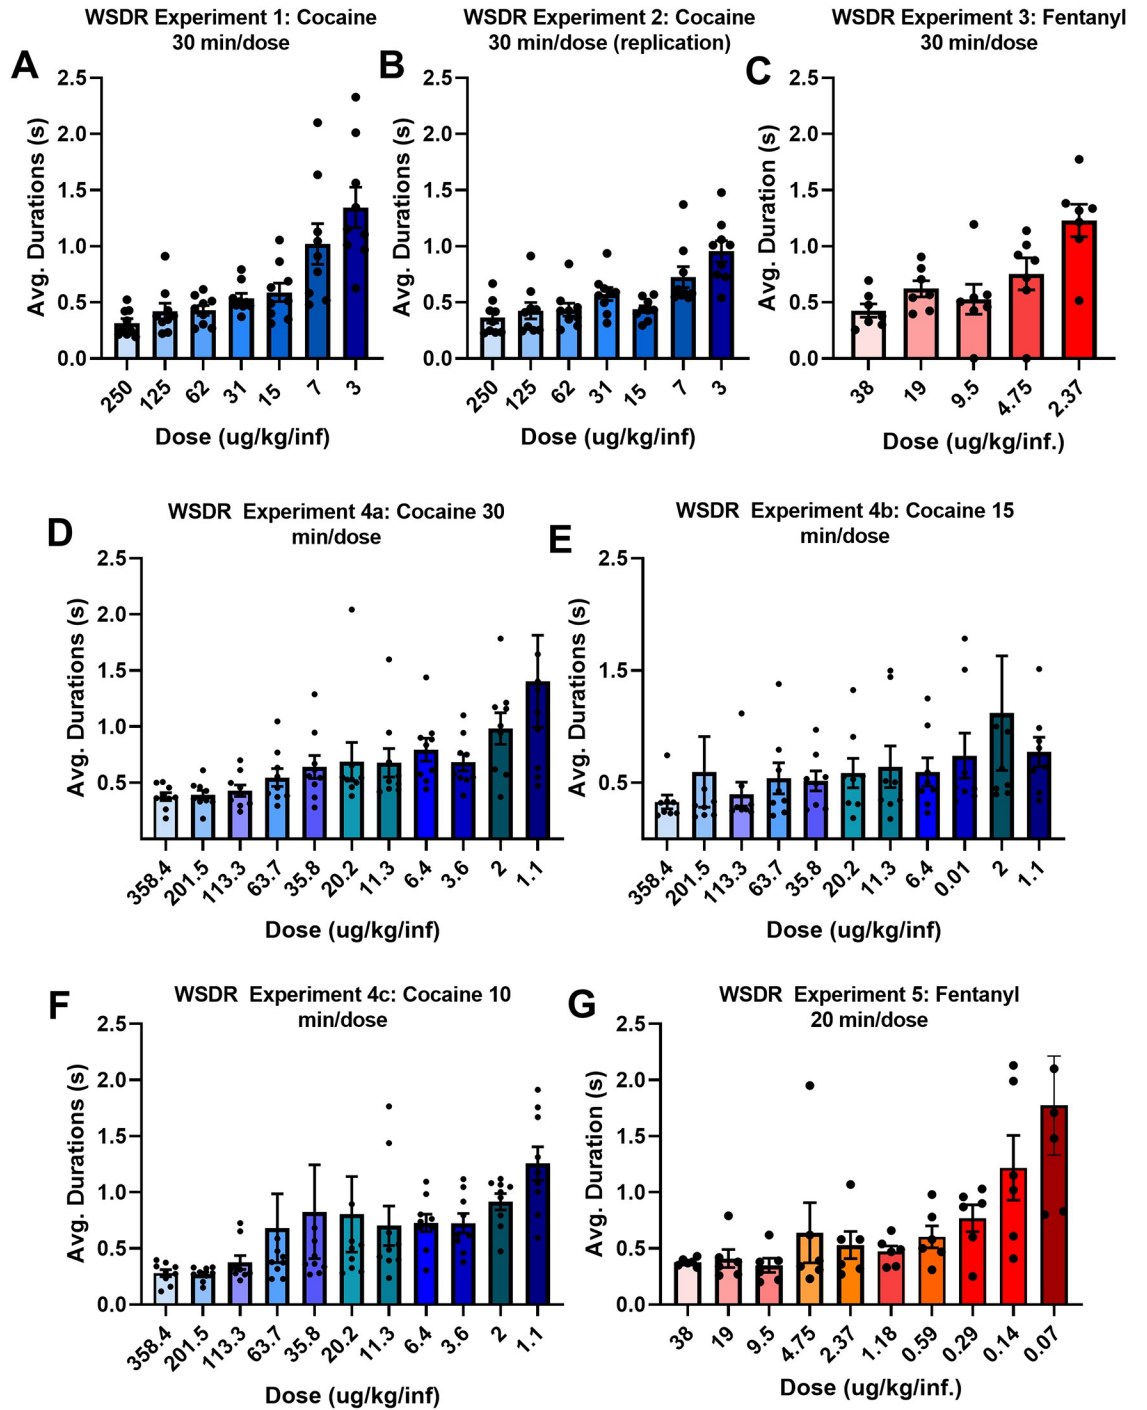 WSDR Experiment 1: Cocaine
30 min/dose
WSDR Experiment 2: Cocaine
30 min/dose (replication)
WSDR Experiment 3: Fentanyl
30 min/dose
A
B
C
Avg. Durations (s)
2.5
2.0
1.5
1.0
0.5
0.0
250
125
62
31
15
7
3
Dose (ug/kg/inf)
Avg. Durations (s)
2.5
2.0
1.5
1.0
0.5
0.0
250
125
62
31
15
7
3
Dose (ug/kg/inf)
Avg. Duration (s)
2.5
2.0
1.5
1.0
0.5
0.0
38
19
9.5
4.75
2.37
Dose (ug/kg/inf.)
D
WSDR Experiment 4a: Cocaine 30
min/dose
Avg. Durations (s)
2.5
2.0
1.5
1.0
0.5
358.4
201.5
113.3
63.7
35.8
20.2
11.3
6.4
3.6
2
1.1
Dose (ug/kg/inf)
E
WSDR Experiment 4b: Cocaine 15
min/dose
Avg. Durations (s)
2.5
1.5
0.5
358.4
201.5
113.3
63.7
35.8
20.2
11.3
6.4
0.01
2
1.1
Dose (ug/kg/inf)
F
WSDR Experiment 4c: Cocaine 10
min/dose
Avg. Durations (s)
2.5
2.0
1.5
1.0
0.5
0.0
358.4
201.5
113.3
63.7
35.8
20.2
11.3
6.4
3.6
2
1.1
Dose (ug/kg/inf)
G
WSDR Experiment 5: Fentanyl
20 min/dose
Avg. Duration (s)
2.5
2.0
1.5
1.0
0.5
0.0
38
19
9.5
4.75
2.37
1.18
0.59
0.29
0.14
0.07
Dose (ug/kg/inf.)